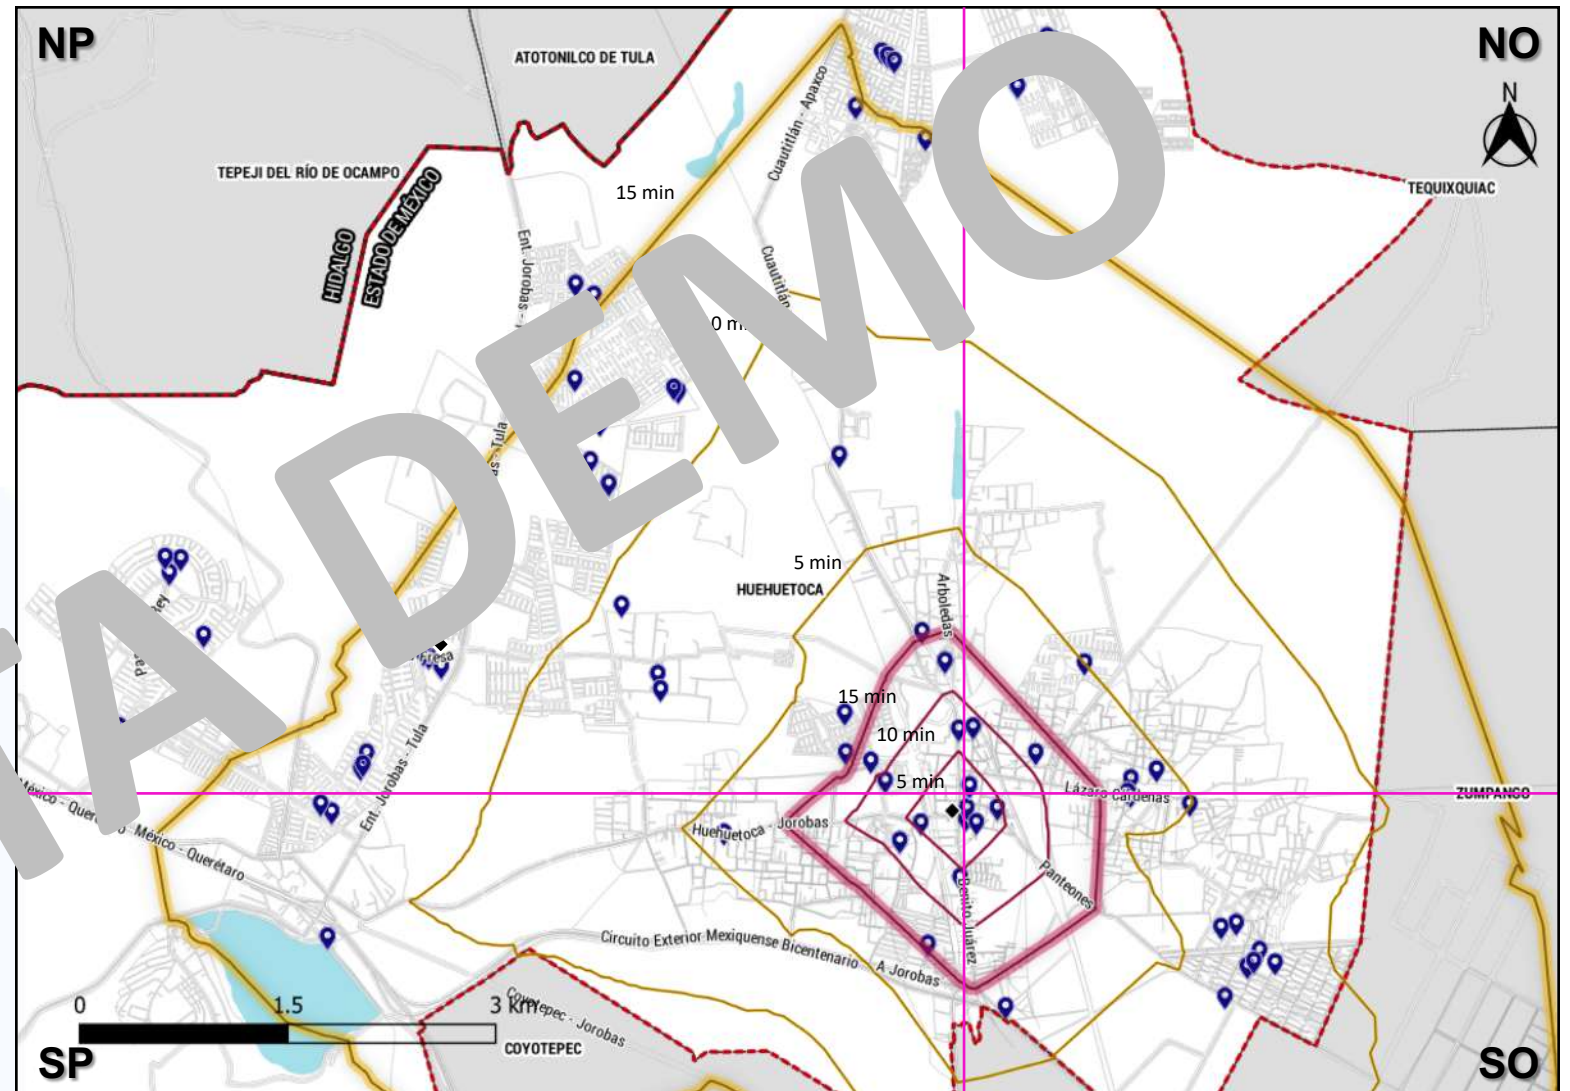 NP
NO
ATOTONILCO DE TULA
N
TEPEJI DEL RÍO DE OCAMPO
TEQUIXQUIAC
HIDALGO
ESTADO DE MÉXICO
15 min
Cuautitlán - Apaxco
Cuautitlán
Ent. Jorobas
- Tula
5 min
HUEHUETOCA
Arboledas
15 min
10 min
5 min
Lázaro Cárdenas
ZUMPANGO
Ent. Jorobas - Tula
México - Querétaro
Huehuetoca - Jorobas
Panteones
Benito Juárez
Circuito Exterior Mexiquense Bicentenario
A Jorobas
Coyotepec - Jorobas
0 1.5 3 km
COYOTEPEC
SP
SO
DEMO